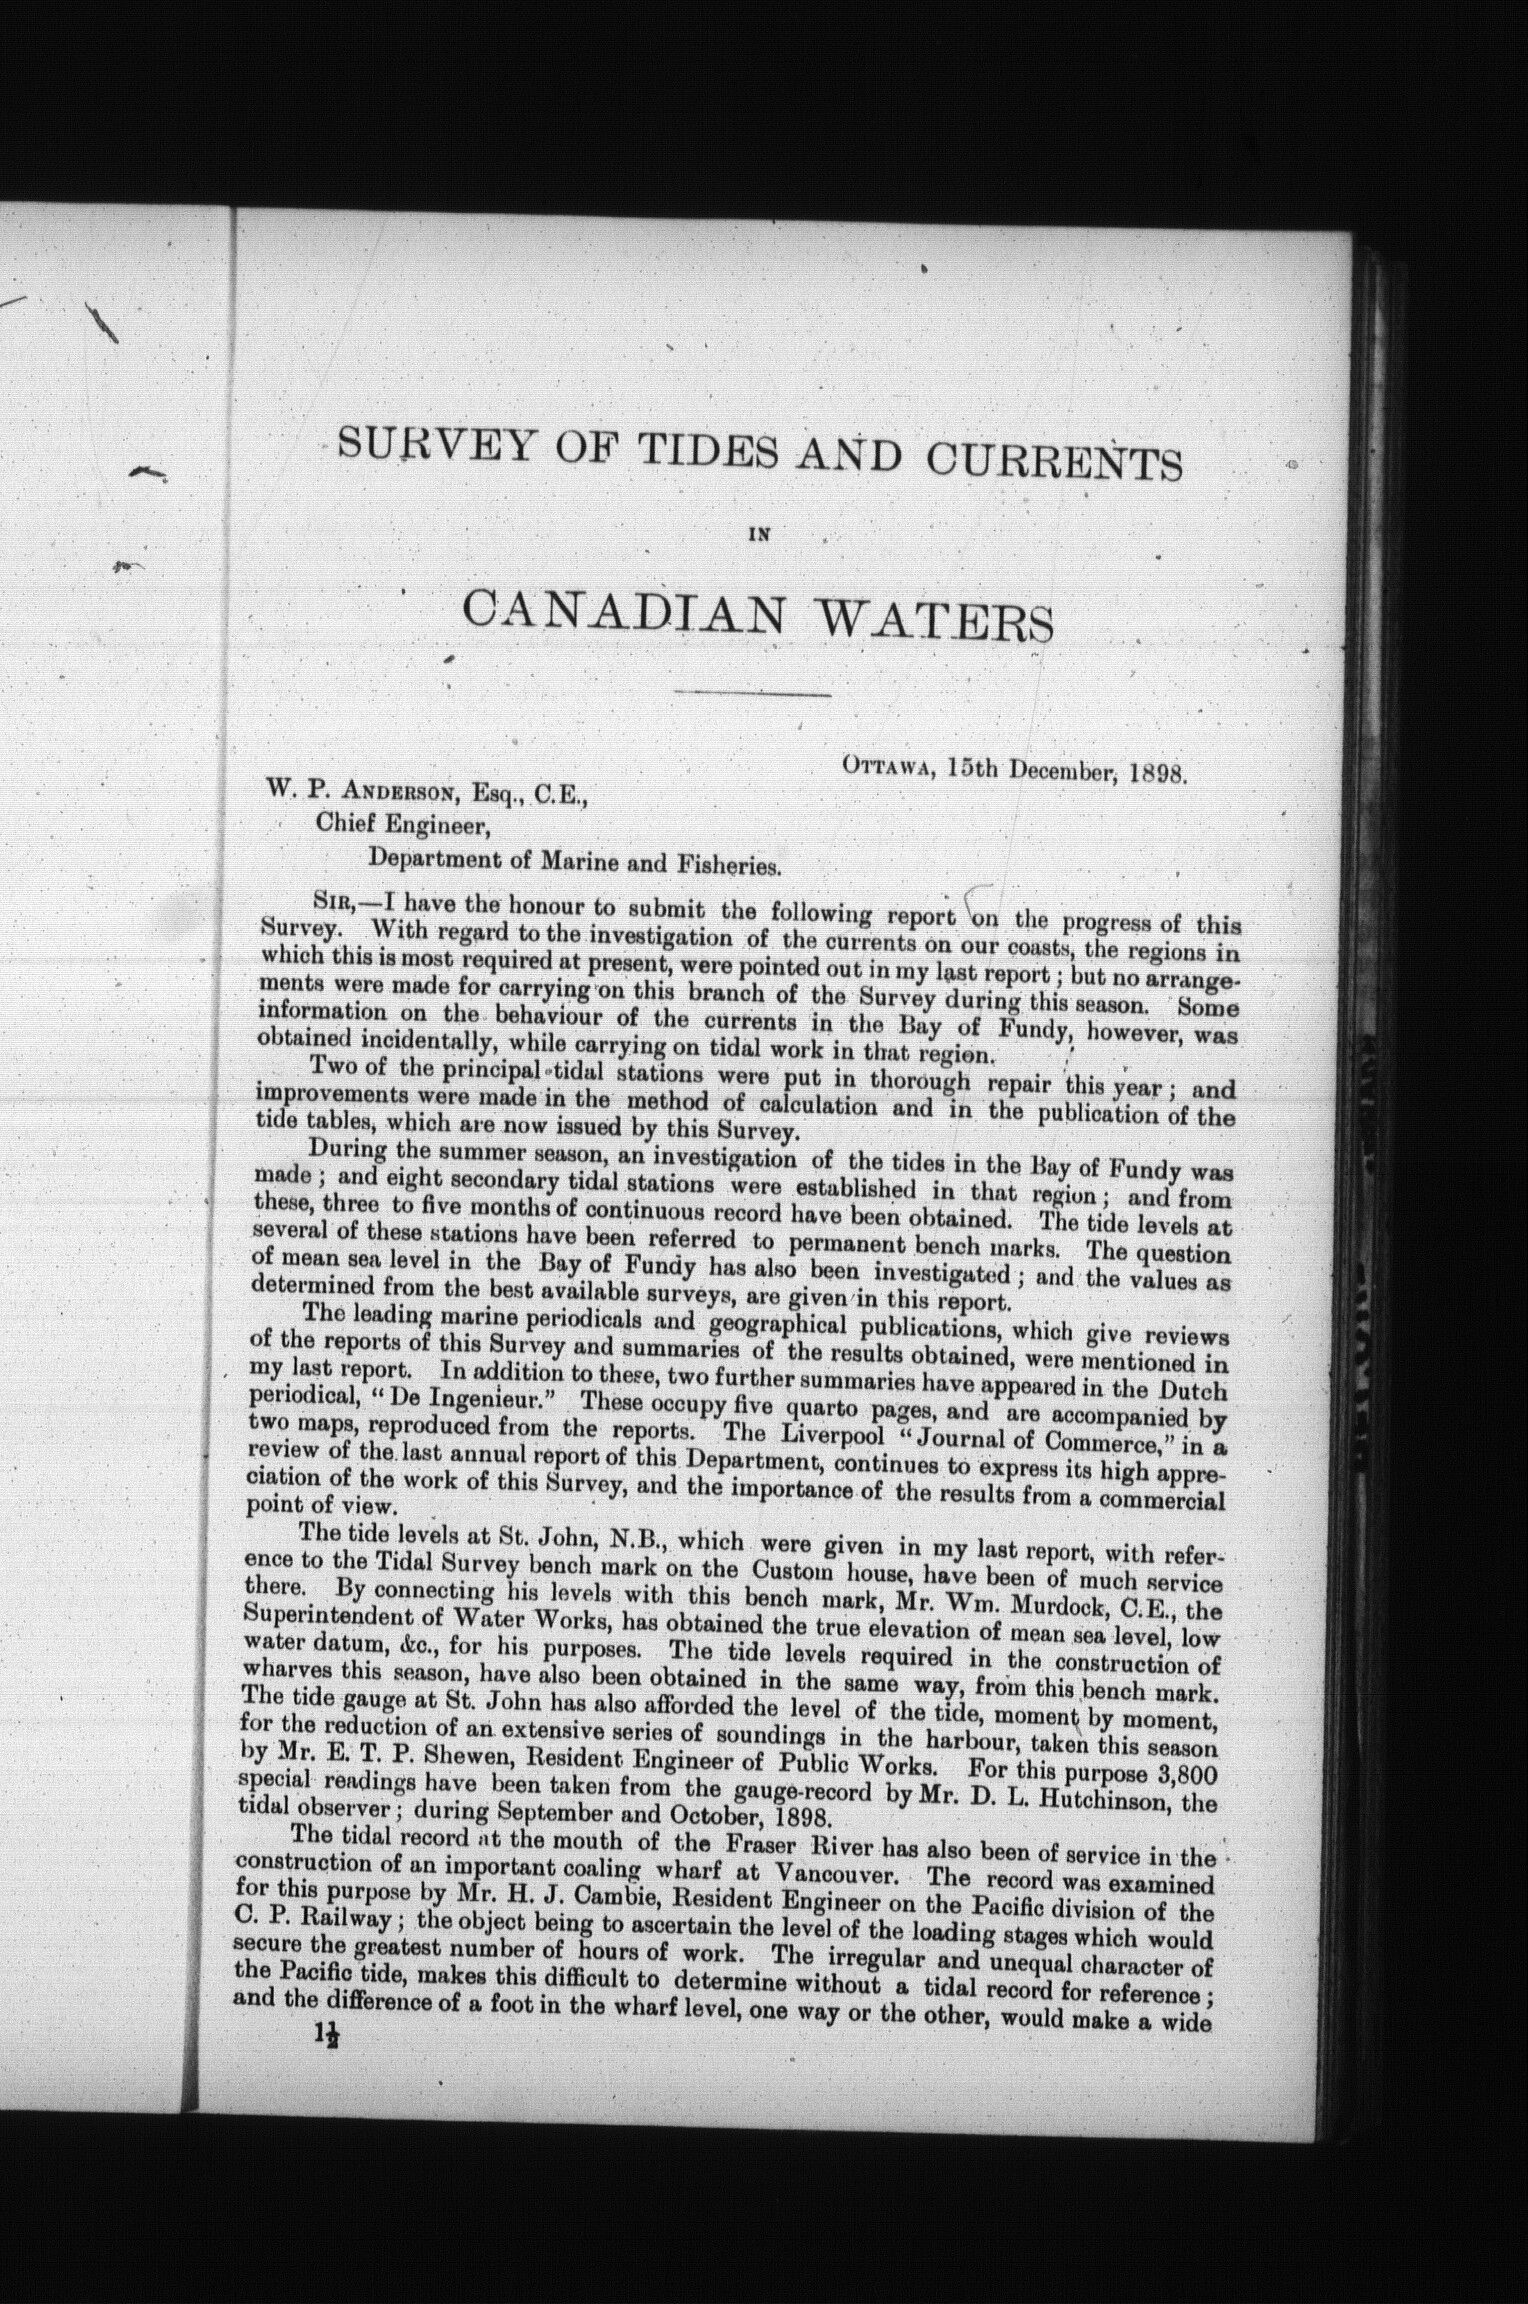 SURVEY OF TIDES AND CURRENTS
IN
CANADIAN WATERS
OTTAWA, 15th December, 1898.
W. P. ANDERSON, Esq., C.E.,
Chief Engineer,
Department of Marine and Fisheries.
SIR,—I have the honour to submit the following report on the progress of this
Survey. With regard to the investigation of the currents on our coasts, the regions in
which this is most required at present, were pointed out in my last report; but no arrange-
ments were made for carrying on this branch of the Survey during this season. Some
information on the behaviour of the currents in the Bay of Fundy, however, was
obtained incidentally, while carrying on tidal work in that region.
Two of the principal tidal stations were put in thorough repair this year; and
improvements were made in the method of calculation and in the publication of the
tide tables, which are now issued by this Survey.
During the summer season, an investigation of the tides in the Bay of Fundy was
made; and eight secondary tidal stations were established in that region; and from
these, three to five months of continuous record have been obtained. The tide levels at
several of these stations have been referred to permanent bench marks. The question
of mean sea level in the Bay of Fundy has also been investigated; and the values as
determined from the best available surveys, are given in this report.
The leading marine periodicals and geographical publications, which give reviews
of the reports of this Survey and summaries of the results obtained, were mentioned in
my last report. In addition to these, two further summaries have appeared in the Dutch
periodical, “De Ingenieur.” These occupy five quarto pages, and are accompanied by
two maps, reproduced from the reports. The Liverpool “Journal of Commerce,” in a
review of the last annual report of this Department, continues to express its high appre-
ciation of the work of this Survey, and the importance of the results from a commercial
point of view.
The tide levels at St. John, N.B., which were given in my last report, with refer-
ence to the Tidal Survey bench mark on the Custom house, have been of much service
there. By connecting his levels with this bench mark, Mr. Wm. Murdock, C.E., the
Superintendent of Water Works, has obtained the true elevation of mean sea level, low
water datum, &c., for his purposes. The tide levels required in the construction of
wharves this season, have also been obtained in the same way, from this bench mark.
The tide gauge at St. John has also afforded the level of the tide, moment by moment,
for the reduction of an extensive series of soundings in the harbour, taken this season
by Mr. E. T. P. Shewen, Resident Engineer of Public Works. For this purpose 3,800
special readings have been taken from the gauge-record by Mr. D. L. Hutchinson, the
tidal observer; during September and October, 1898.
The tidal record at the mouth of the Fraser River has also been of service in the
construction of an important coaling wharf at Vancouver. The record was examined
for this purpose by Mr. H. J. Cambie, Resident Engineer on the Pacific division of the
C. P. Railway; the object being to ascertain the level of the loading stages which would
secure the greatest number of hours of work. The irregular and unequal character of
the Pacific tide, makes this difficult to determine without a tidal record for reference;
and the difference of a foot in the wharf level, one way or the other, would make a wide
1½